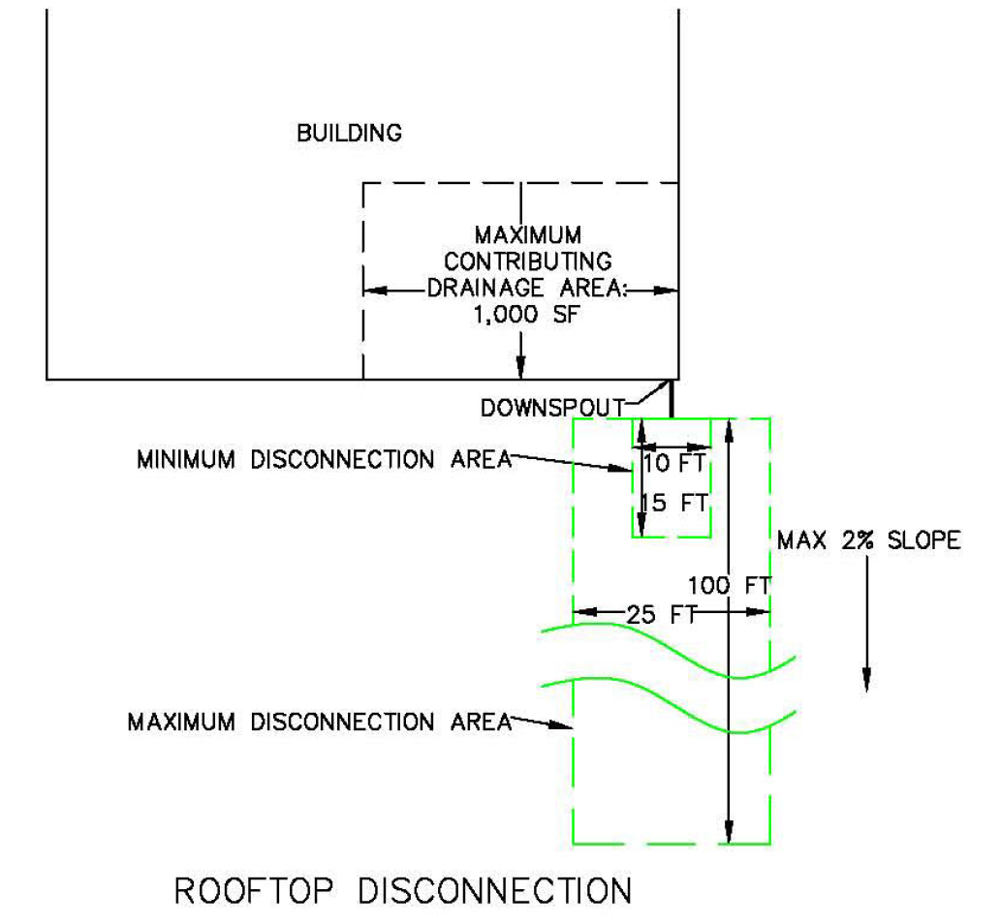 BUILDING
MAXIMUM
CONTRIBUTING
DRAINAGE AREA:
1,000 SF
DOWNSPOUT
MINIMUM DISCONNECTION AREA
10 FT
15 FT
MAX 2% SLOPE
100 FT
25 FT
MAXIMUM DISCONNECTION AREA
ROOFTOP DISCONNECTION